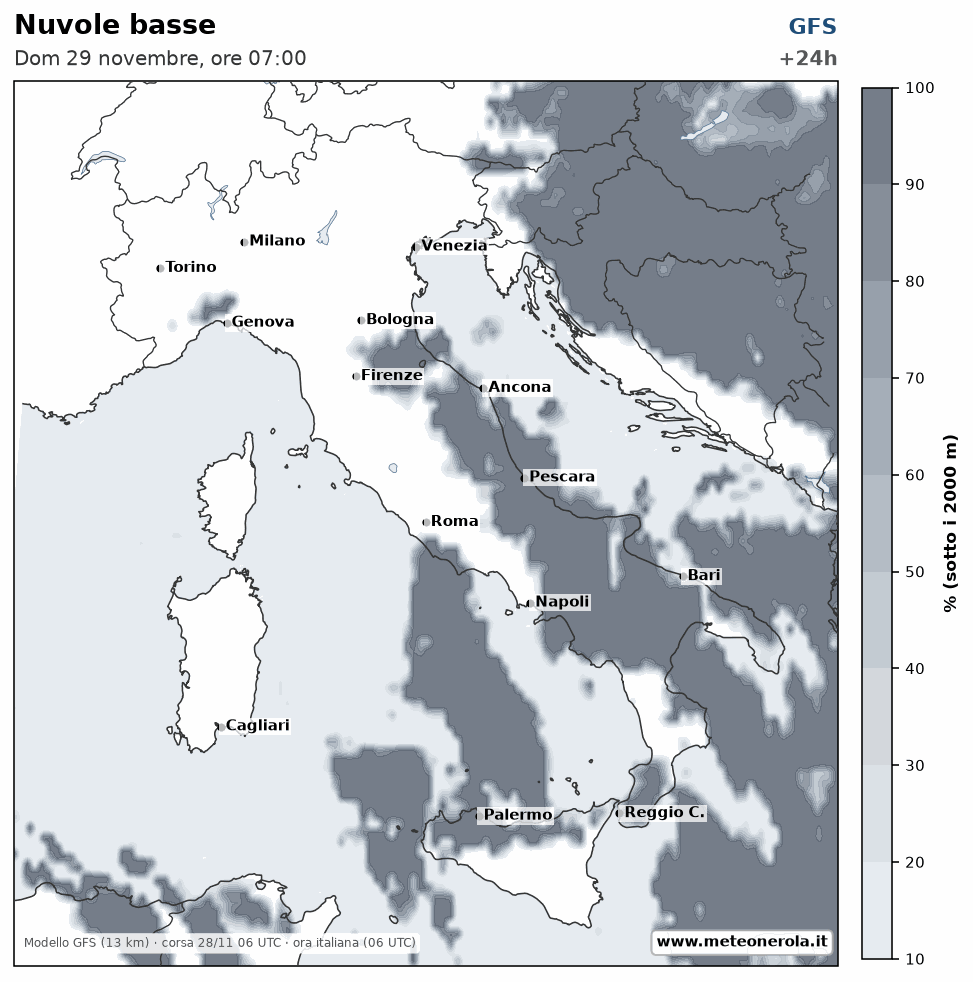 Nuvole basse
GFS
Dom 29 novembre, ore 07:00
+24h
100
90
80
70
60
50
40
30
20
10
% (sotto i 2000 m)
Milano
Venezia
Torino
Genova
Bologna
Firenze
Ancona
Pescara
Roma
Bari
Napoli
Cagliari
Palermo
Reggio C.
Modello GFS (13 km) · corsa 28/11 06 UTC · ora italiana (06 UTC)
www.meteonerola.it